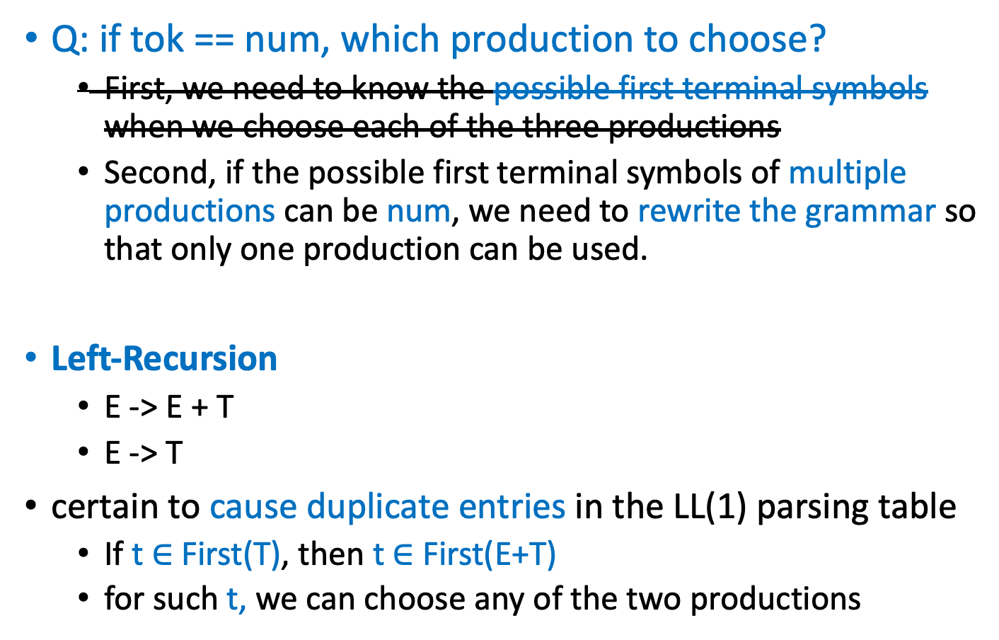 • Q: if tok == num, which production to choose?
• First, we need to know the possible first terminal symbols
when we choose each of the three productions
• Second, if the possible first terminal symbols of multiple
productions can be num, we need to rewrite the grammar so
that only one production can be used.
• Left-Recursion
• E -> E + T
• E -> T
• certain to cause duplicate entries in the LL(1) parsing table
• If t ∈ First(T), then t ∈ First(E+T)
• for such t, we can choose any of the two productions